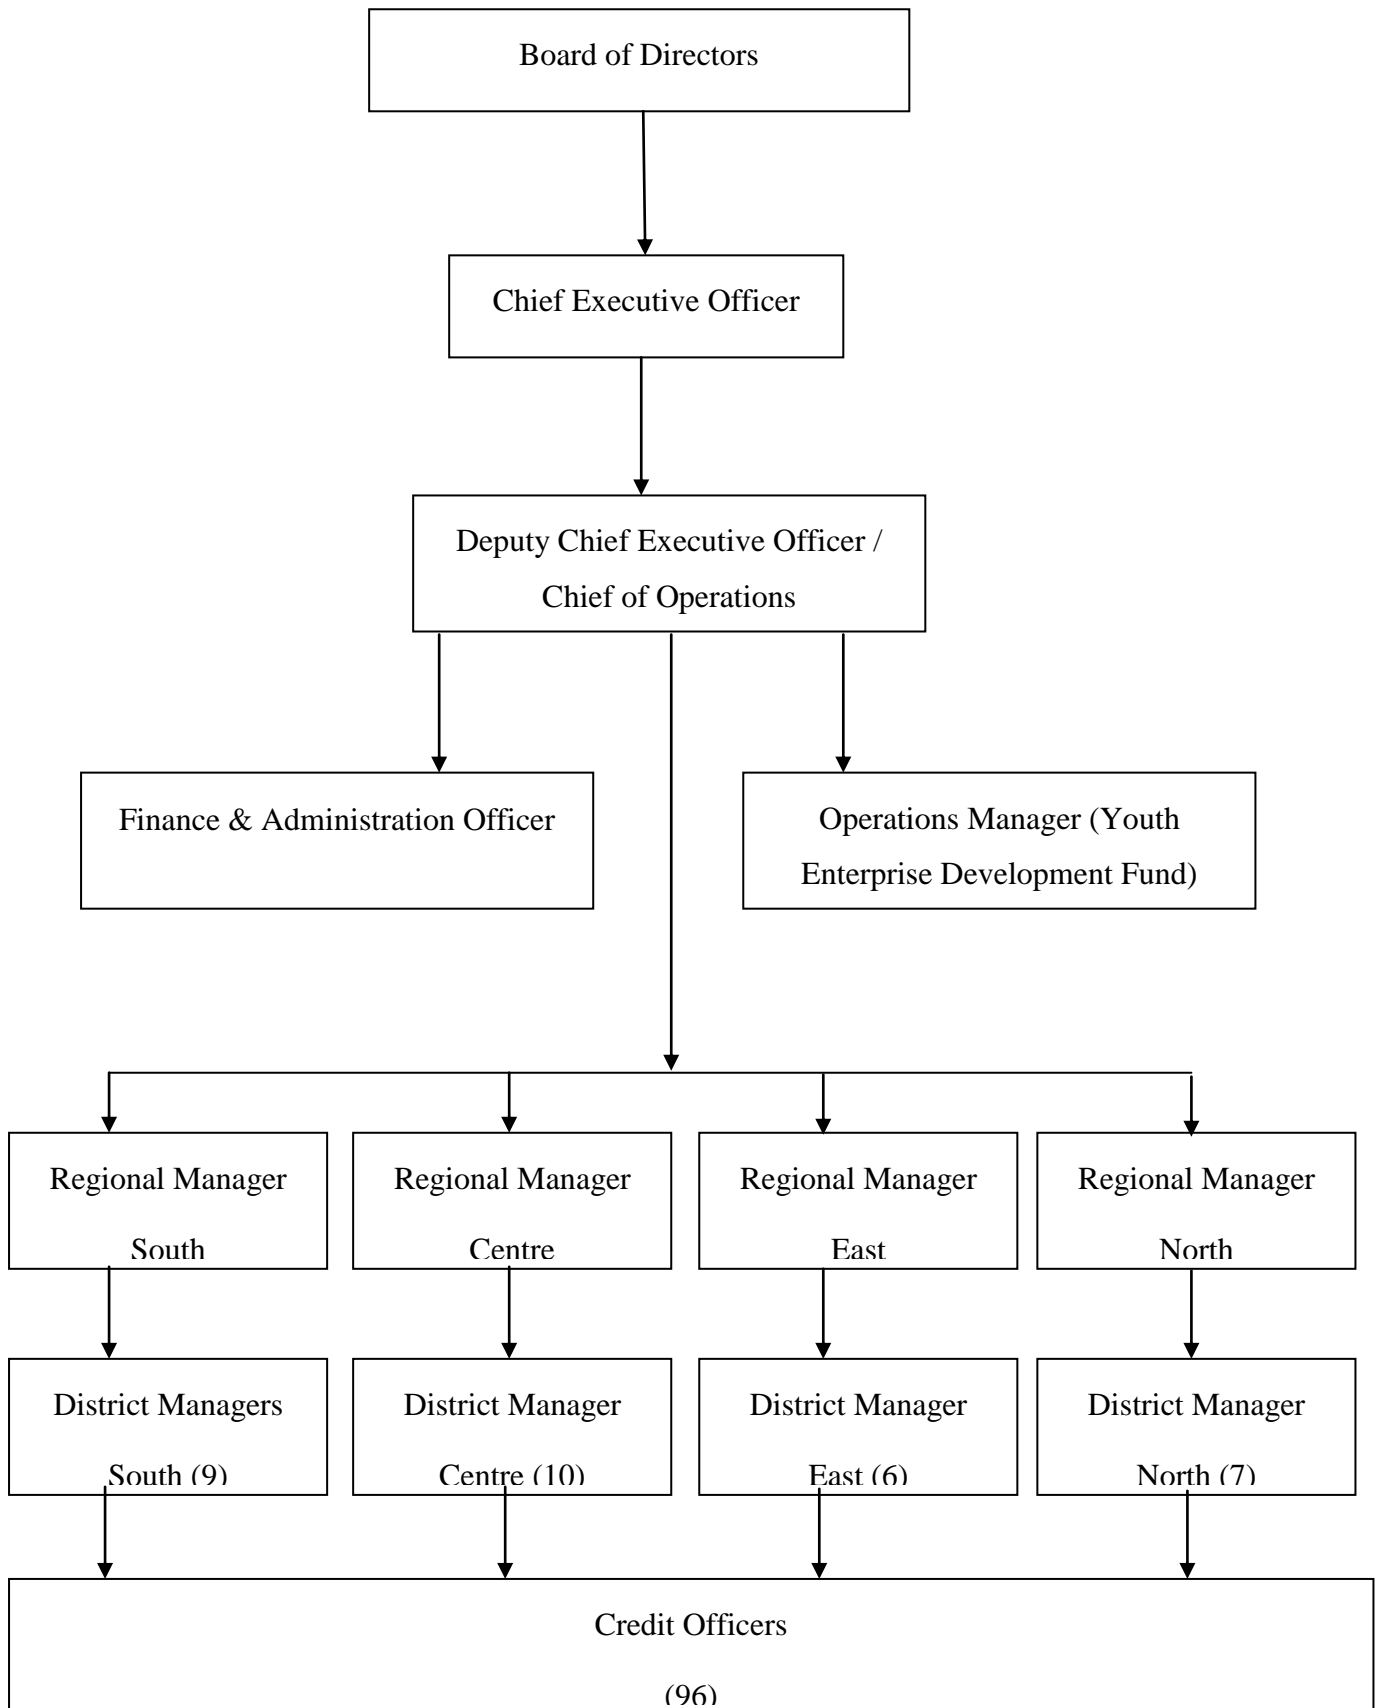 Board of Directors
Chief Executive Officer
Deputy Chief Executive Officer /
Chief of Operations
Finance & Administration Officer
Operations Manager (Youth
Enterprise Development Fund)
Regional Manager
South
Regional Manager
Centre
Regional Manager
East
Regional Manager
North
District Managers
South (9)
District Manager
Centre (10)
District Manager
East (6)
District Manager
North (7)
Credit Officers
(96)